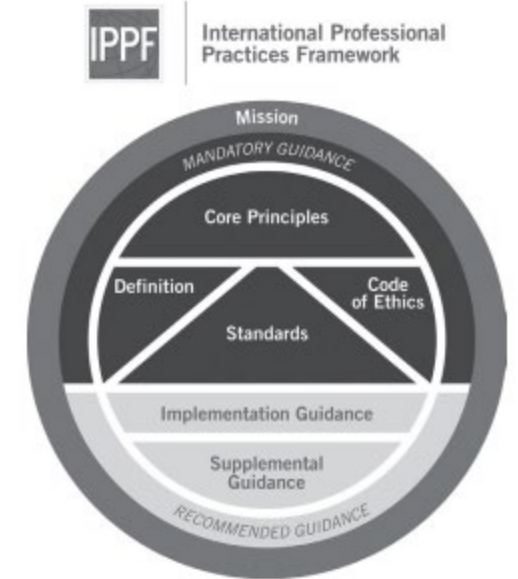 IPPF
International Professional
Practices Framework
Mission
MANDATORY GUIDANCE
Core Principles
Definition
Code
of Ethics
Standards
Implementation Guidance
Supplemental
Guidance
RECOMMENDED GUIDANCE